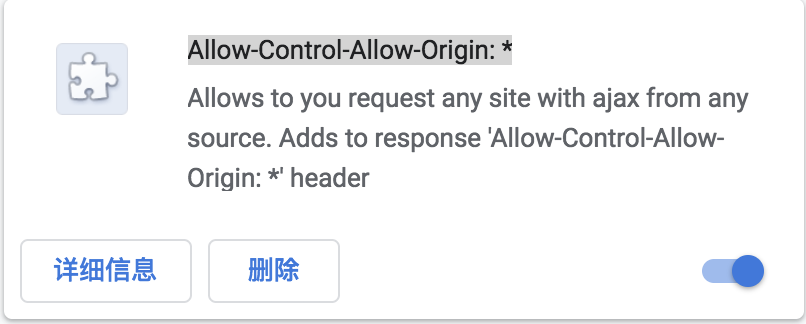 Allow-Control-Allow-Origin: *
Allows to you request any site with ajax from any
source. Adds to response 'Allow-Control-Allow-
Origin: *' header
详细信息
删除